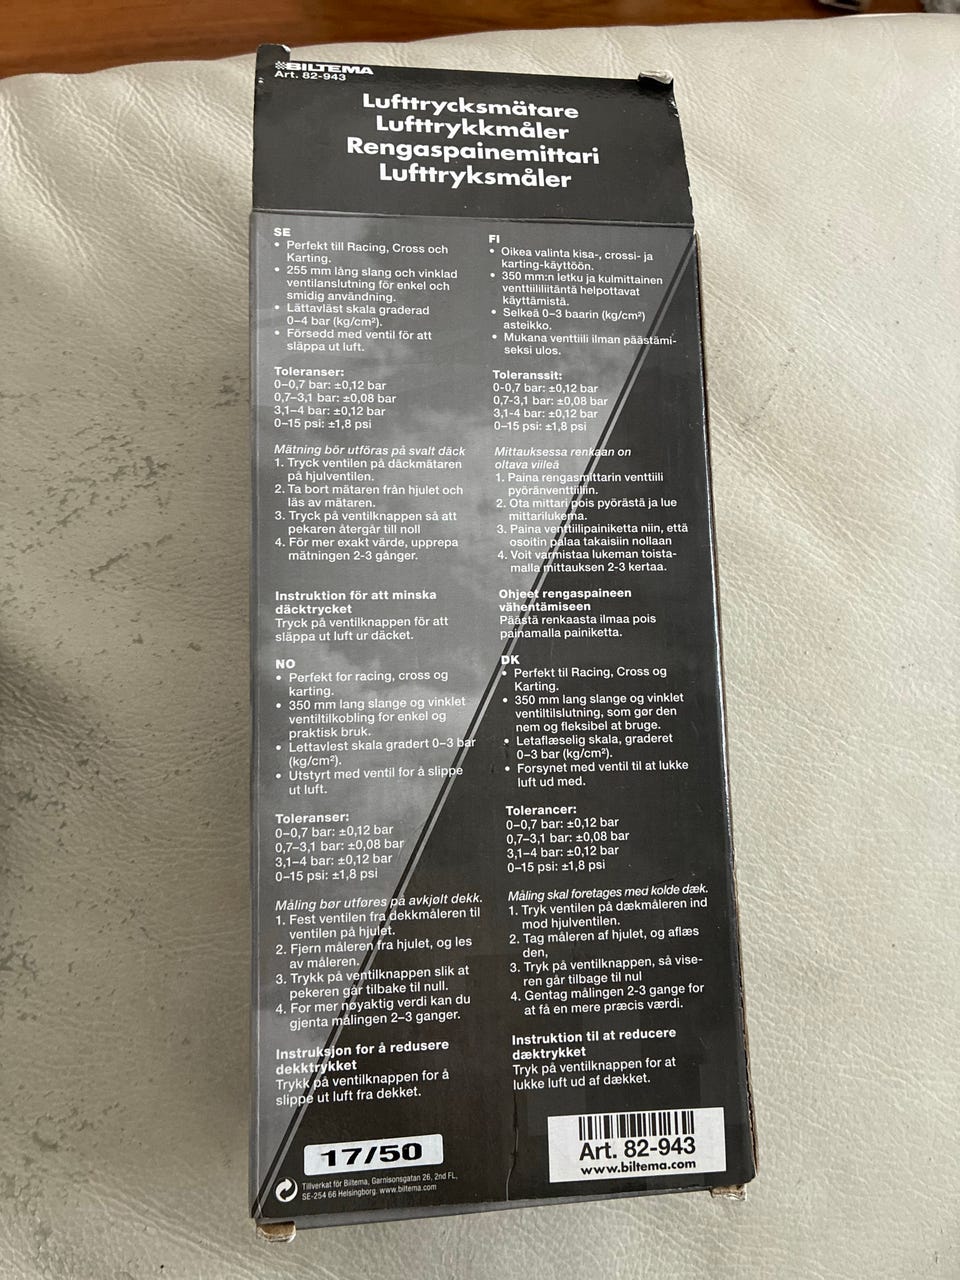 BILTEMA
Art. 82-943
Lufttrycksmätare
Lufttrykkmåler
Rengaspainemittari
Lufttryksmåler
SE
• Perfekt till Racing, Cross och
Karting.
• 255 mm lång slang och vinklad
ventilanslutning för enkel och
smidig användning.
• Lättavläst skala graderad
0–4 bar (kg/cm²).
• Försedd med ventil för att
släppa ut luft.
Toleranser:
0–0,7 bar: ±0,12 bar
0,7–3,1 bar: ±0,08 bar
3,1–4 bar: ±0,12 bar
0–15 psi: ±1,8 psi
Mätning bör utföras på svalt däck
1. Tryck ventilen på däckmätaren
på hjulventilen.
2. Ta bort mätaren från hjulet och
läs av mätaren.
3. Tryck på ventilknappen så att
pekaren återgår till noll
4. För mer exakt värde, upprepa
mätningen 2-3 gånger.
Instruktion för att minska
däcktrycket
Tryck på ventilknappen för att
släppa ut luft ur däcket.
FI
• Oikea valinta kisa-, crossi- ja
karting-käyttöön.
• 350 mm:n letku ja kulmittainen
venttiililiitäntä helpottavat
käyttämistä.
• Selkeä 0–3 baarin (kg/cm²)
asteikko.
• Mukana venttiili ilman päästämi-
seksi ulos.
Toleranssit:
0-0,7 bar: ±0,12 bar
0,7-3,1 bar: ±0,08 bar
3,1-4 bar: ±0,12 bar
0–15 psi: ±1,8 psi
Mittauksessa renkaan on
oltava viileä
1. Paina rengasmittarin venttiili
pyöränventtiiliin.
2. Ota mittari pois pyörästä ja lue
mittarilukema.
3. Paina venttiilipainiketta niin, että
osoitin palaa takaisiin nollaan
4. Voit varmistaa lukeman toista-
malla mittauksen 2-3 kertaa.
Ohjeet rengaspaineen
vähentämiseen
Päästä renkaasta ilmaa pois
painamalla painiketta.
NO
• Perfekt for racing, cross og
karting.
• 350 mm lang slange og vinklet
ventiltilkobling for enkel og
praktisk bruk.
• Lettavlest skala gradert 0–3 bar
(kg/cm²).
• Utstyrt med ventil for å slippe
ut luft.
Toleranser:
0–0,7 bar: ±0,12 bar
0,7–3,1 bar: ±0,08 bar
3,1–4 bar: ±0,12 bar
0–15 psi: ±1,8 psi
Måling bør utføres på avkjølt dekk.
1. Fest ventilen fra dekkmåleren til
ventilen på hjulet.
2. Fjern måleren fra hjulet, og les
av måleren.
3. Trykk på ventilknappen slik at
pekeren går tilbake til null.
4. For mer nøyaktig verdi kan du
gjenta målingen 2–3 ganger.
Instruksjon for å redusere
dekktrykket
Trykk på ventilknappen for å
slippe ut luft fra dekket.
DK
• Perfekt til Racing, Cross og
Karting.
• 350 mm lang slange og vinklet
ventiltilslutning, som gør den
nem og fleksibel at bruge.
• Letaflæselig skala, graderet
0–3 bar (kg/cm²).
• Forsynet med ventil til at lukke
luft ud med.
Tolerancer:
0–0,7 bar: ±0,12 bar
0,7–3,1 bar: ±0,08 bar
3,1–4 bar: ±0,12 bar
0–15 psi: ±1,8 psi
Måling skal foretages med kolde dæk.
1. Tryk ventilen på dækmåleren ind
mod hjulventilen.
2. Tag måleren af hjulet, og aflæs
den,
3. Tryk på ventilknappen, så vise-
ren går tilbage til nul
4. Gentag målingen 2-3 gange for
at få en mere præcis værdi.
Instruktion til at reducere
dæktrykket
Tryk på ventilknappen for at
lukke luft ud af dækket.
17/50
Tillverkat för Biltema, Garnisonsgatan 26, 2nd FL,
SE-254 66 Helsingborg. www.biltema.com
Art. 82-943
www.biltema.com